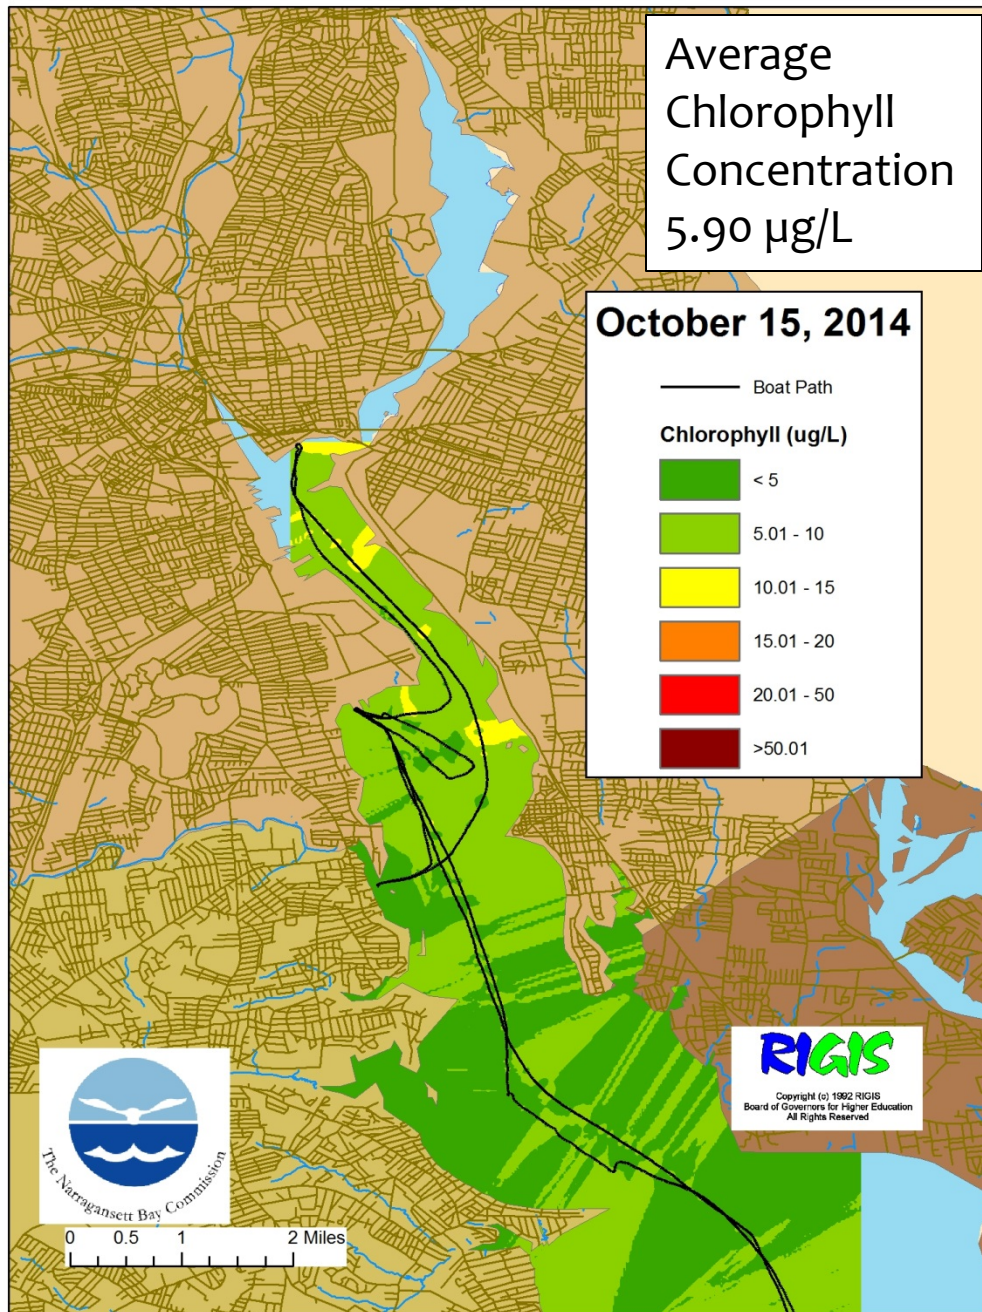 Average
Chlorophyll
Concentration
5.90 µg/L
October 15, 2014
Boat Path
Chlorophyll (ug/L)
< 5
5.01 - 10
10.01 - 15
15.01 - 20
20.01 - 50
>50.01
RIGIS
Copyright (c) 1992 RIGIS
Board of Governors for Higher Education
All Rights Reserved
The Narragansett Bay Commission
0 0.5 1 2 Miles